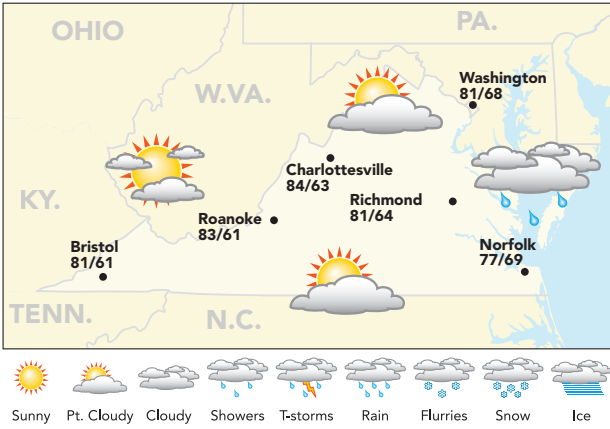 OHIO
PA.
W.VA.
Washington
81/68
Charlottesville
84/63
KY.
Richmond
81/64
Roanoke
83/61
Bristol
81/61
Norfolk
77/69
TENN.
N.C.
Sunny Pt. Cloudy Cloudy Showers T-storms Rain Flurries Snow Ice